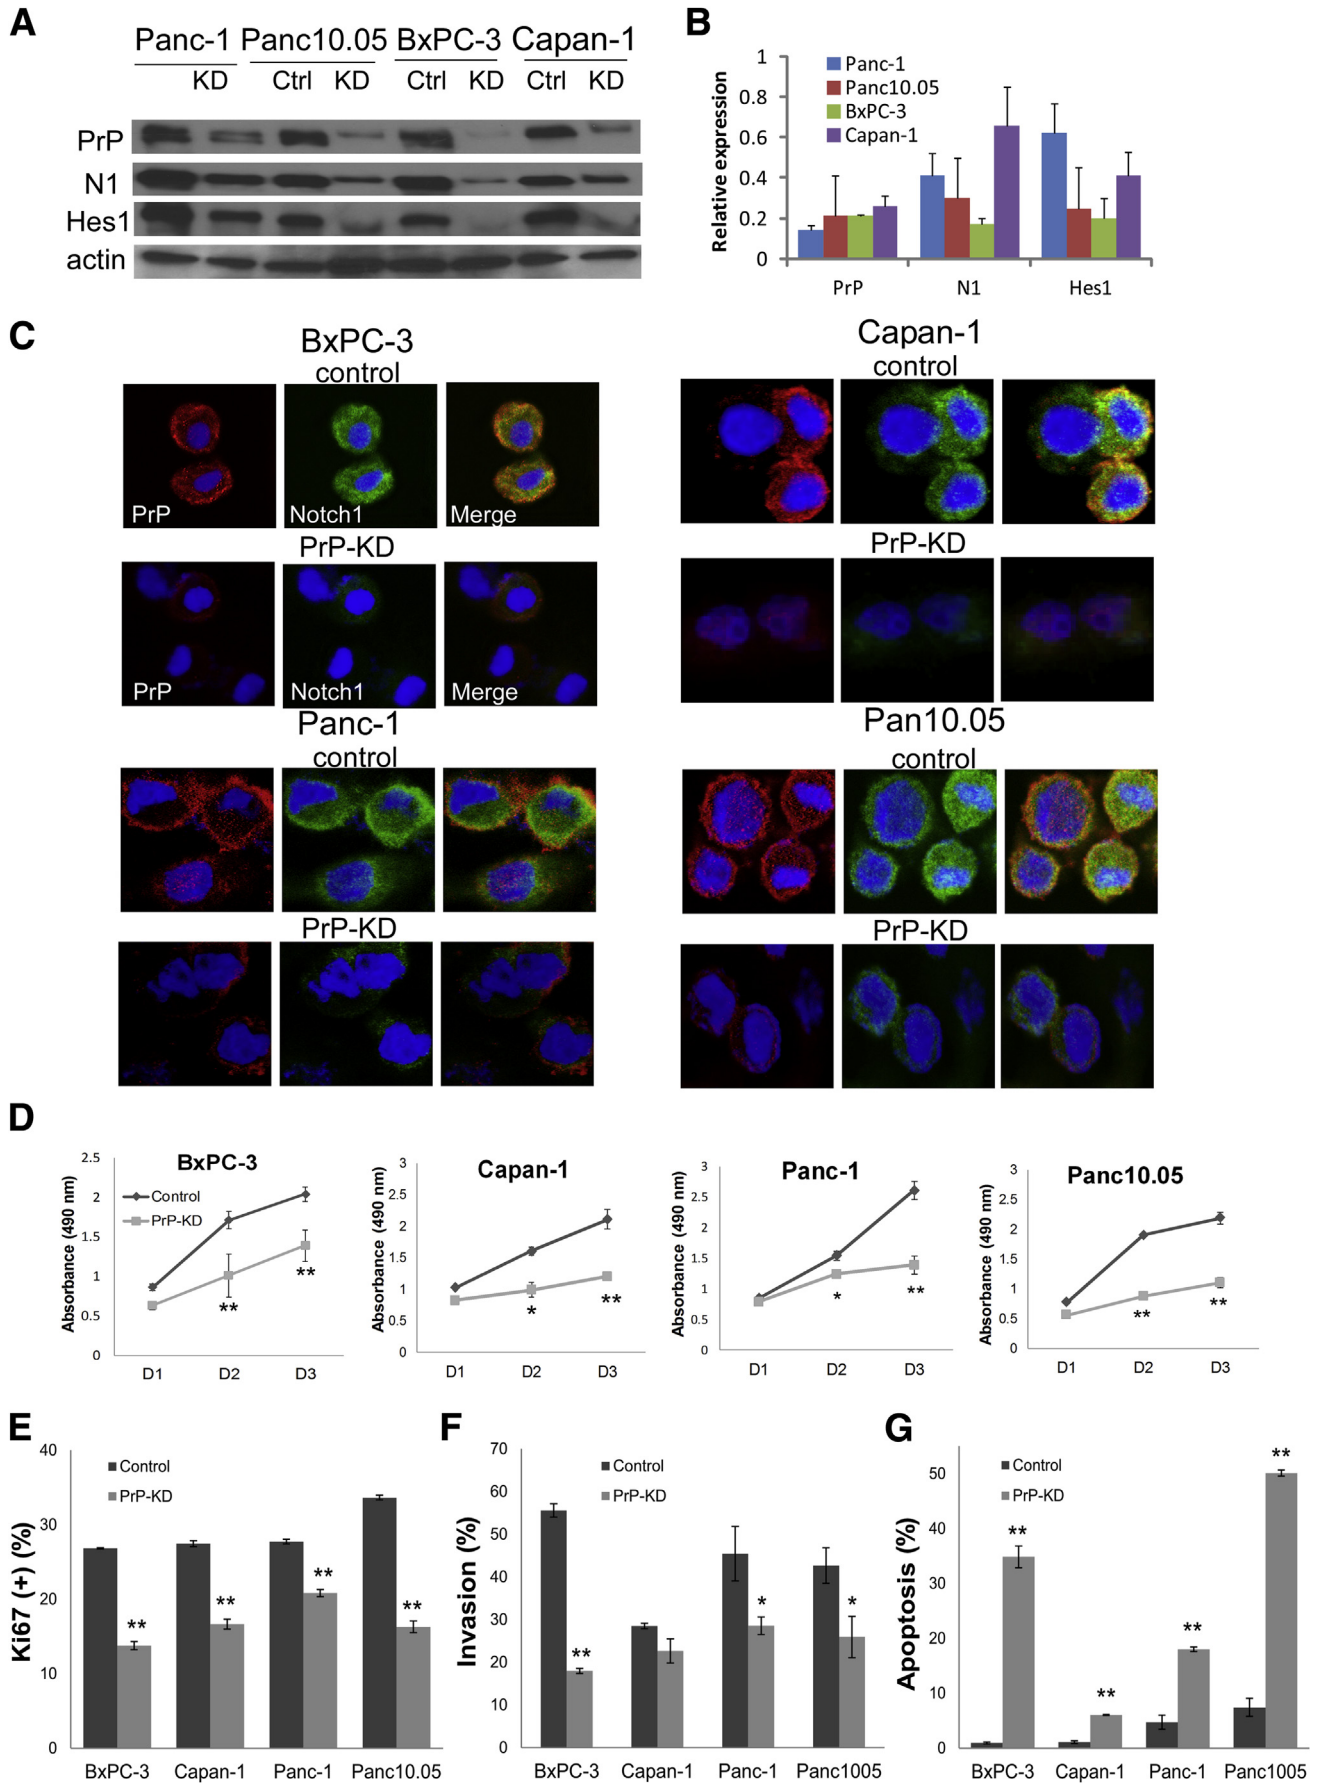 A
Panc-1 Panc10.05 BxPC-3 Capan-1
KD Ctrl KD Ctrl KD Ctrl KD
PrP
N1
Hes1
actin
B
Relative expression
1
0.8
0.6
0.4
0.2
0
Panc-1
Panc10.05
BxPC-3
Capan-1
PrP N1 Hes1
C
BxPC-3
control
PrP Notch1 Merge
PrP-KD
PrP Notch1 Merge
Capan-1
control
PrP-KD
Panc-1
control
PrP-KD
Pan10.05
control
PrP-KD
D
BxPC-3
Absorbance (490 nm)
2.5
2
1.5
1
0.5
0
Control
PrP-KD
** **
D1 D2 D3
Capan-1
Absorbance (490 nm)
3
2.5
2
1.5
1
0.5
0
* **
D1 D2 D3
Panc-1
Absorbance (490 nm)
3
2.5
2
1.5
1
0.5
0
* **
D1 D2 D3
Panc10.05
Absorbance (490 nm)
3
2.5
2
1.5
1
0.5
0
** **
D1 D2 D3
E
Ki67 (+) (%)
40
30
20
10
0
Control
PrP-KD
** ** ** **
BxPC-3 Capan-1 Panc-1 Panc10.05
F
Invasion (%)
70
60
50
40
30
20
10
0
Control
PrP-KD
** * *
BxPC-3 Capan-1 Panc-1 Panc1005
G
Apoptosis (%)
50
40
30
20
10
0
Control
PrP-KD
** ** ** **
BxPC-3 Capan-1 Panc-1 Panc1005